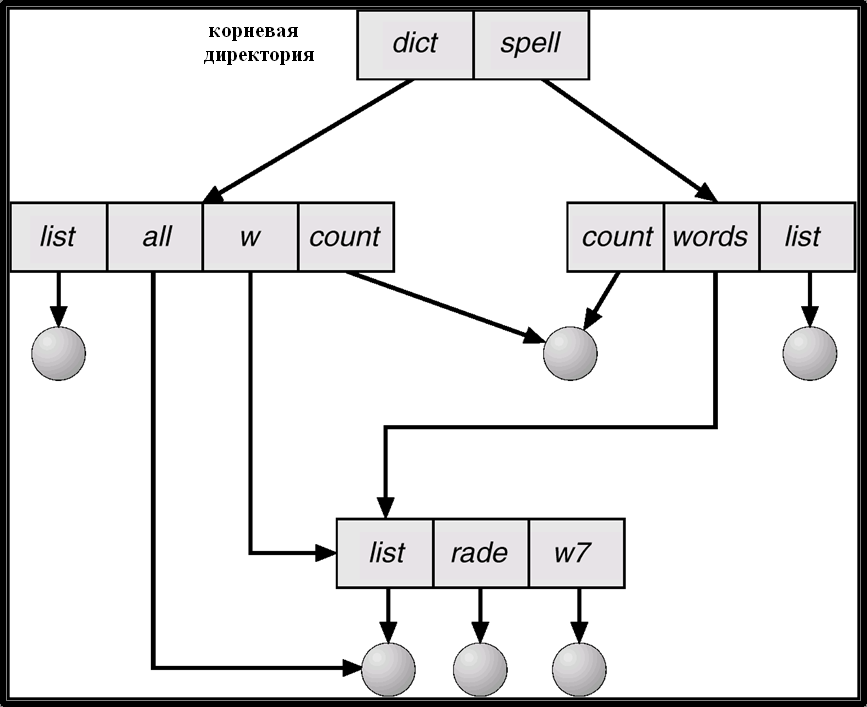 корневая
директория
dict spell
list all w count
count words list
list rade w7